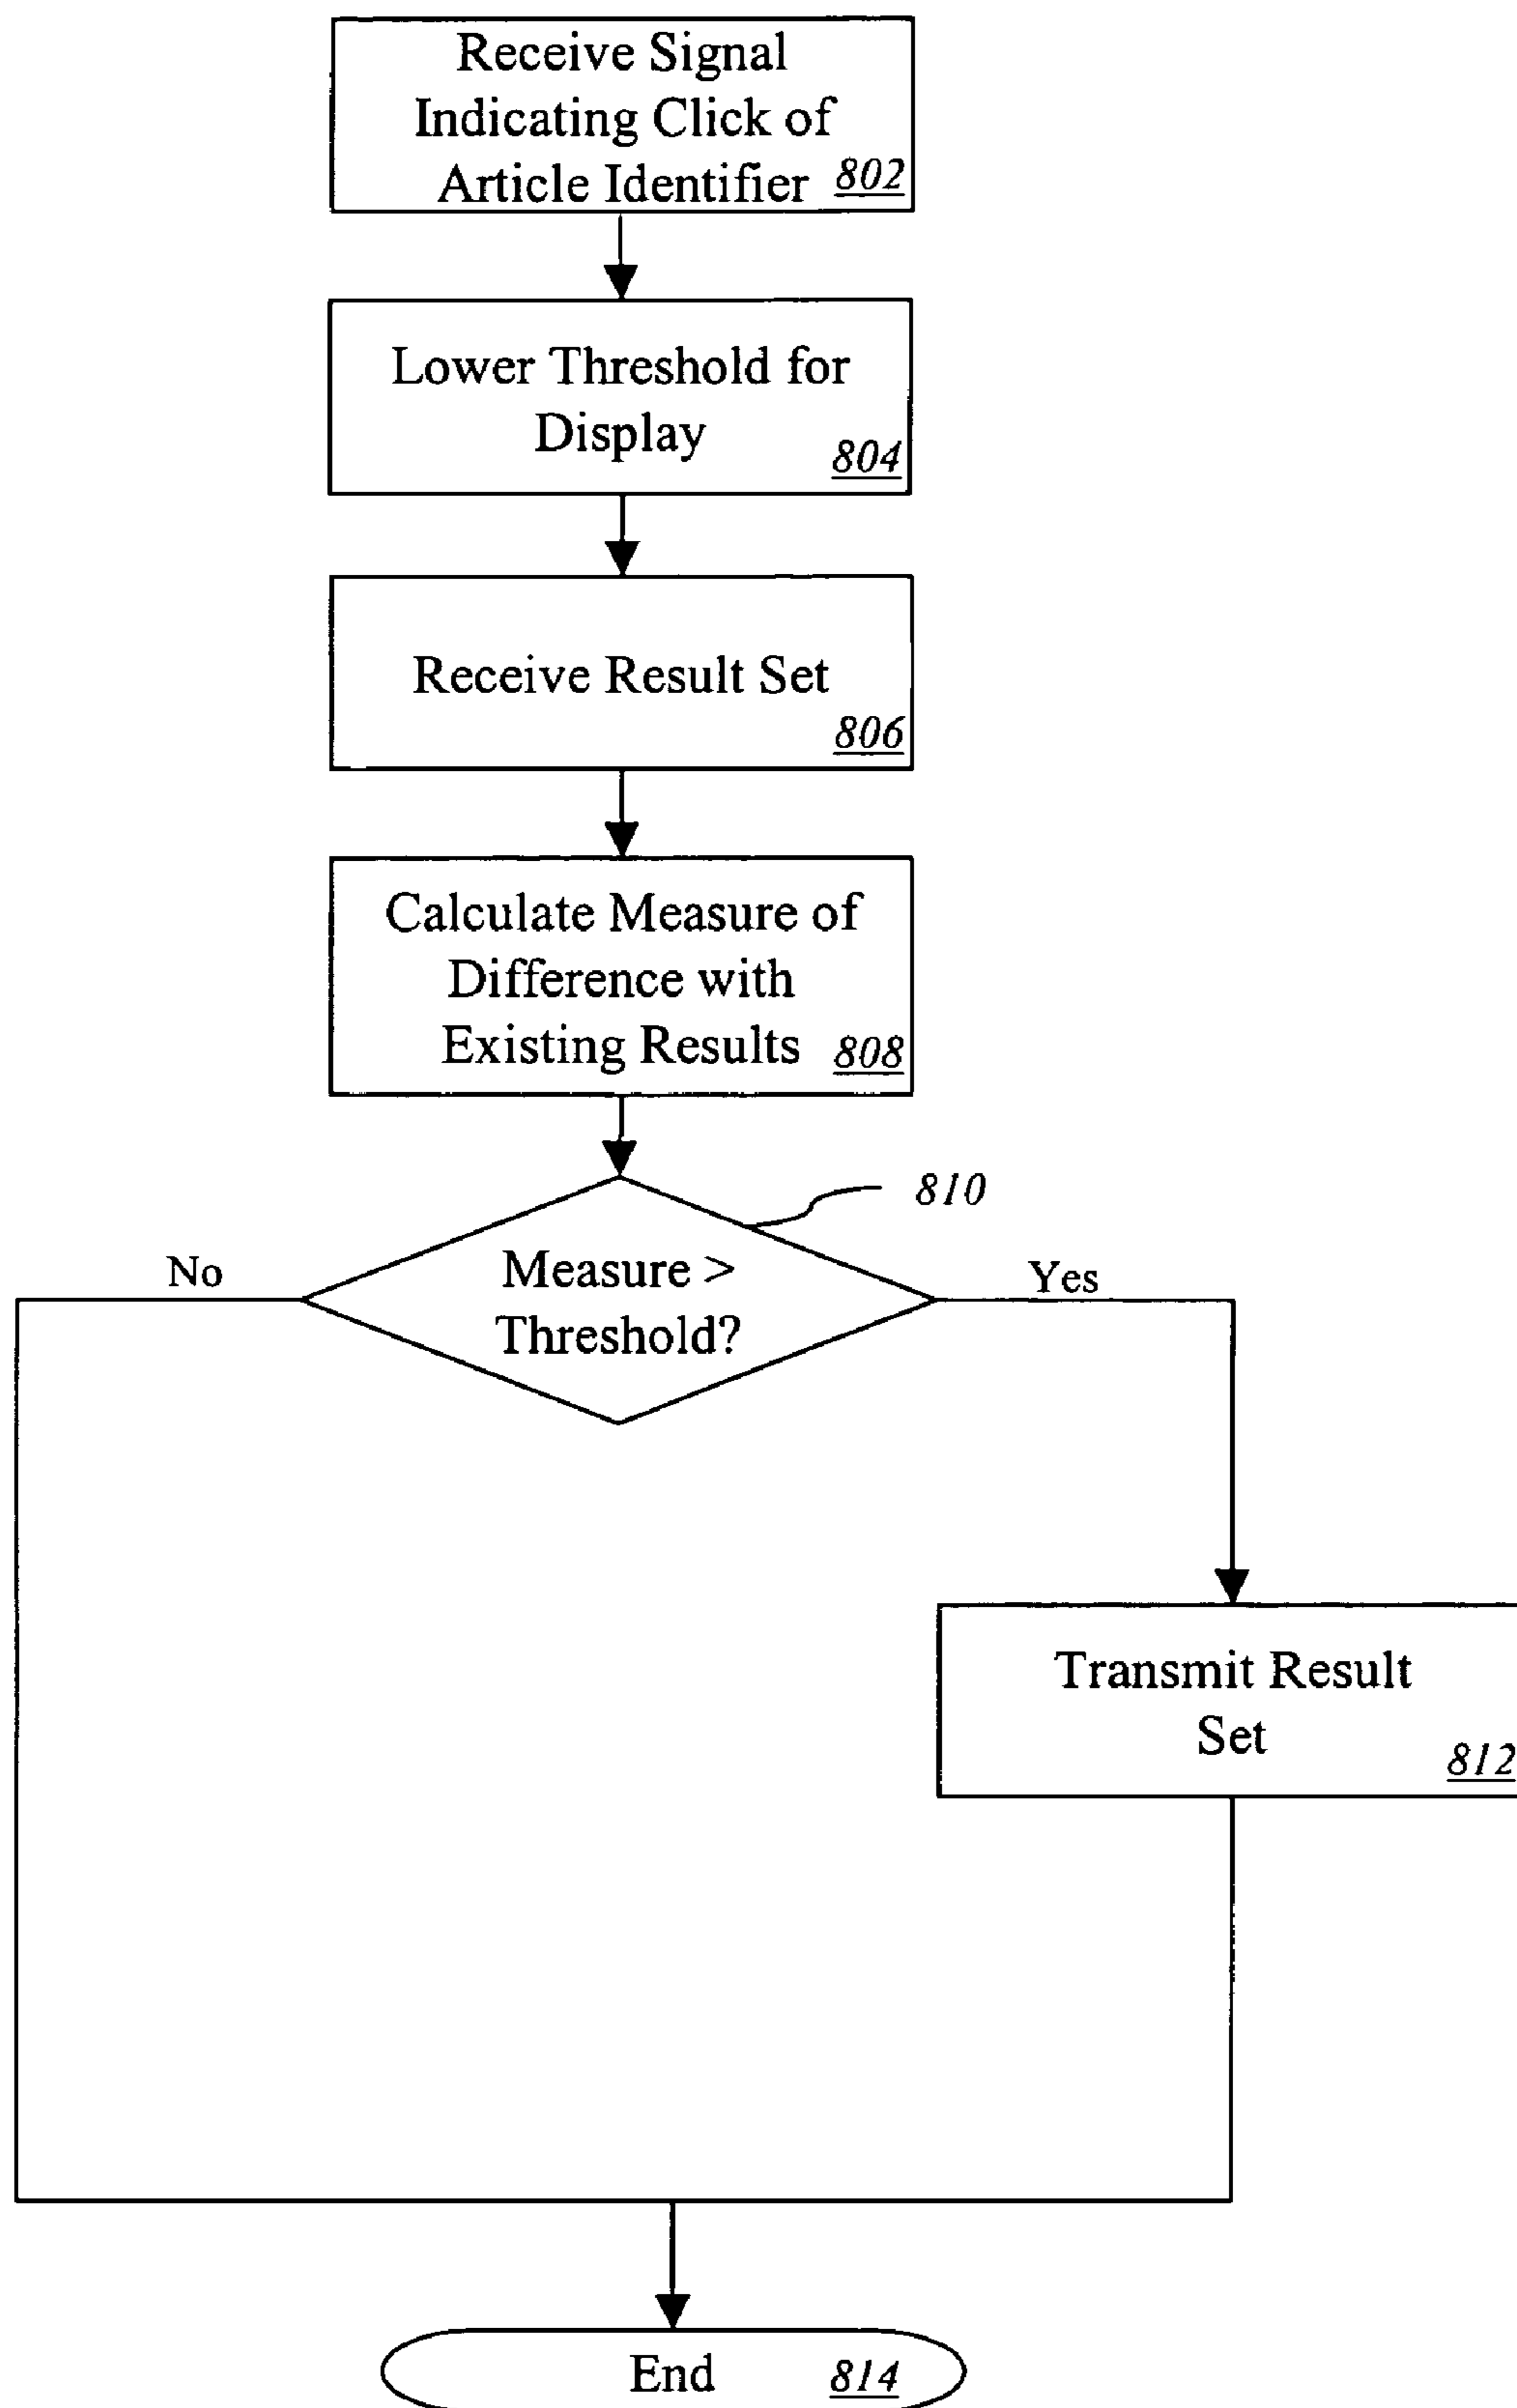 Receive Signal
Indicating Click of
Article Identifier 802
Lower Threshold for
Display
804
Receive Result Set
806
Calculate Measure of
Difference with
Existing Results 808
810
No
Measure >
Threshold?
Yes
Transmit Result
Set
812
End 814